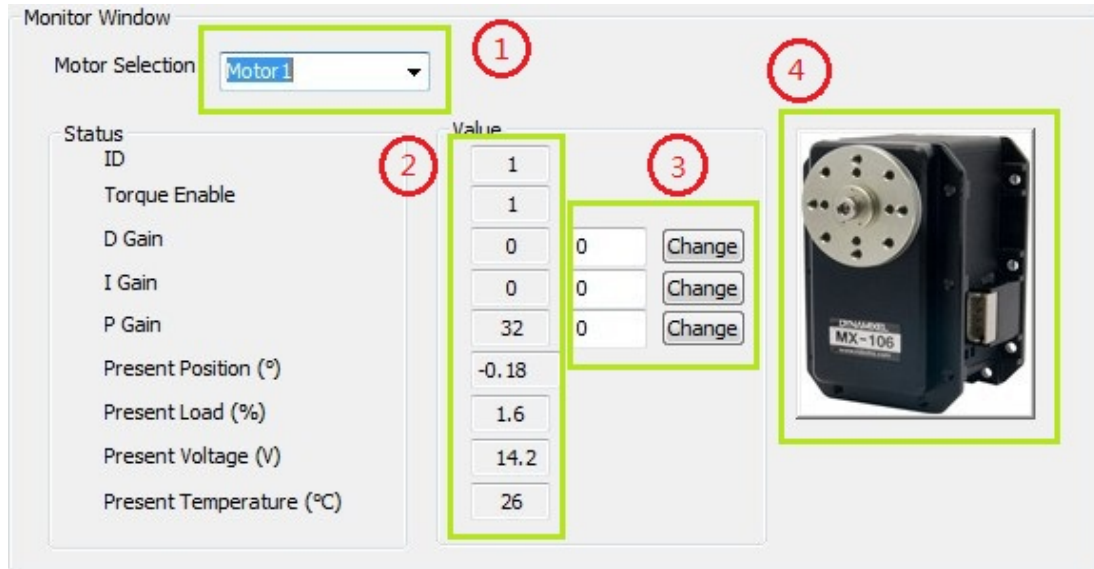 Monitor Window
Motor Selection Motor1 1
4
Status Value
2 3
ID 1
Torque Enable 1
D Gain 0 0 Change
I Gain 0 0 Change
P Gain 32 0 Change
Present Position (º) -0.18
Present Load (%) 1.6
Present Voltage (V) 14.2
Present Temperature (ºC) 26
DYNAMIXEL
MX-106